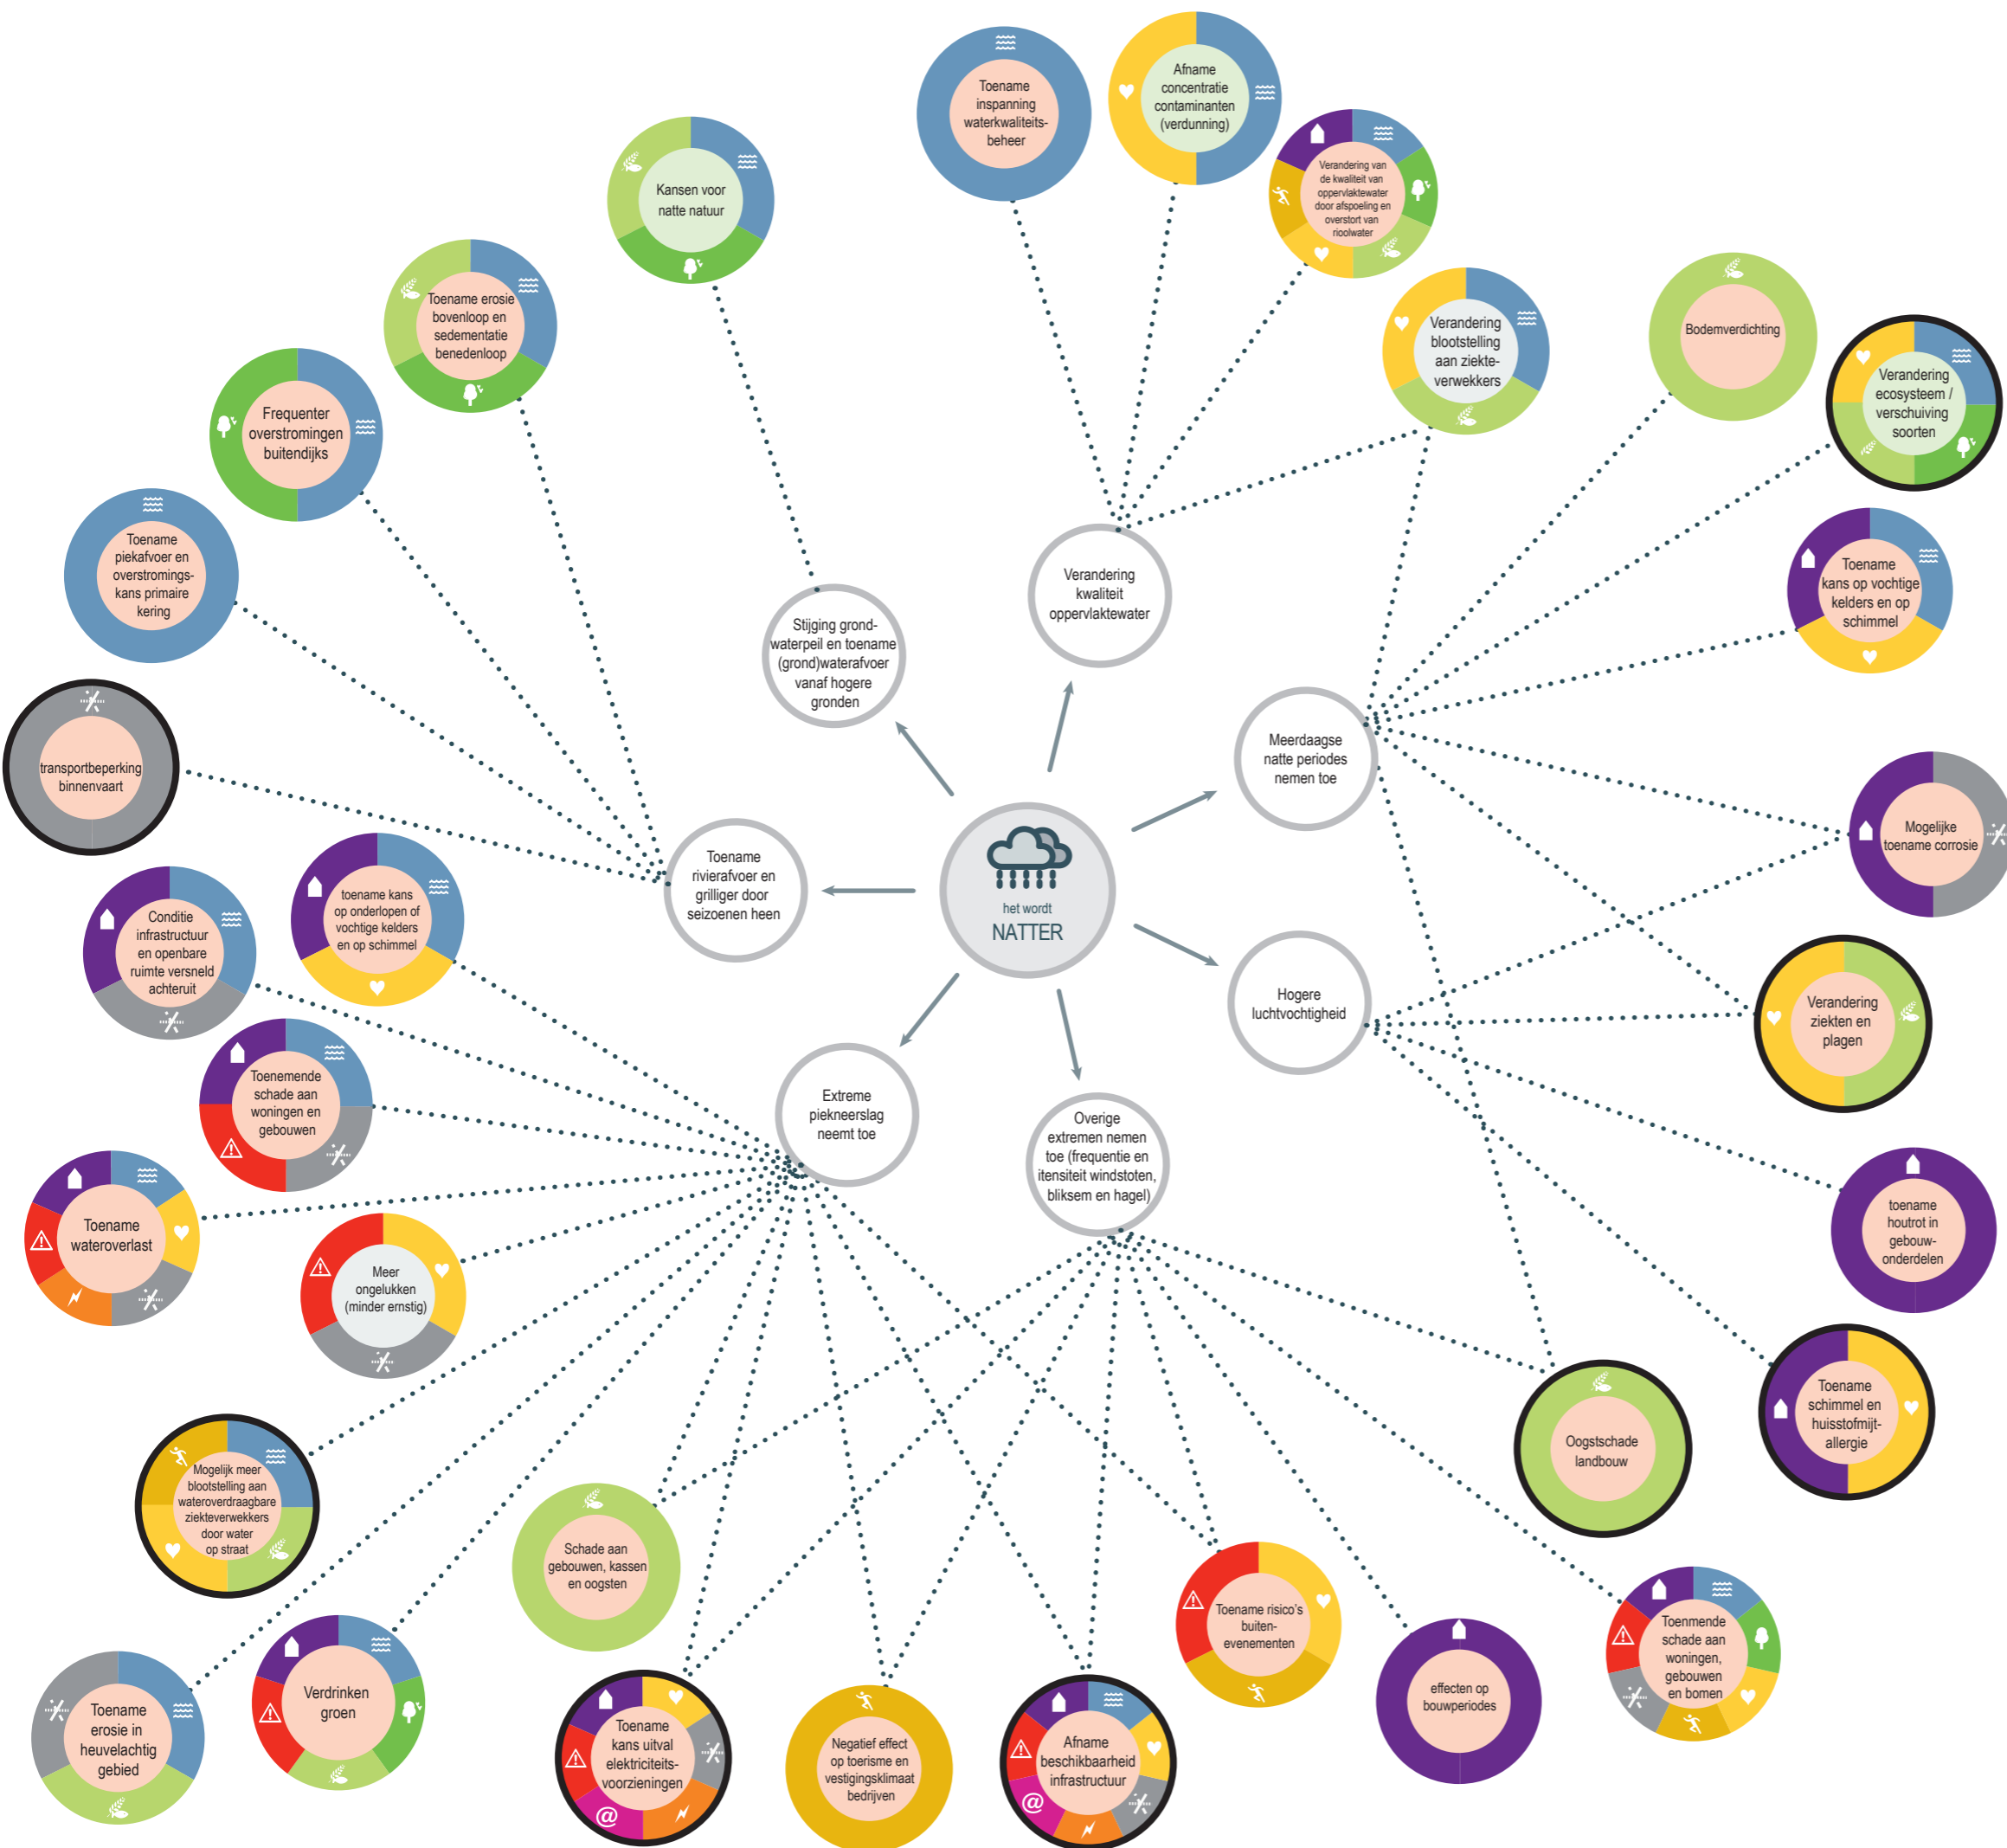 Toename
inspanning
waterkwaliteits-
beheer
Afname
concentratie
contaminanten
(verdunning)
Verandering van
de kwaliteit van
oppervlaktewater
door afspoeling en
overstort van
rioolwater
Kansen voor
natte natuur
Toename erosie
bovenloop en
sedementatie
benedenloop
Verandering
blootstelling
aan ziekte-
verwekkers
Bodemverdichting
Verandering
ecosysteem /
verschuiving
soorten
Frequenter
overstromingen
buitendijks
Toename
piekafvoer en
overstromings-
kans primaire
kering
Toename
kans op vochtige
kelders en op
schimmel
Verandering
kwaliteit
oppervlaktewater
Stijging grond-
waterpeil en toename
(grond)waterafvoer
vanaf hogere
gronden
Meerdaagse
natte periodes
nemen toe
transportbeperking
binnenvaart
Mogelijke
toename corrosie
Toename
rivierafvoer en
grilliger door
seizoenen heen
het wordt
NATTER
toename kans
op onderlopen of
vochtige kelders
en op schimmel
Conditie
infrastructuur
en openbare
ruimte versneld
achteruit
Hogere
luchtvochtigheid
Verandering
ziekten en
plagen
Toenemende
schade aan
woningen en
gebouwen
Extreme
piekneerslag
neemt toe
Overige
extremen nemen
toe (frequentie en
itensiteit windstoten,
bliksem en hagel)
Toename
wateroverlast
Meer
ongelukken
(minder ernstig)
toename
houtrot in
gebouw-
onderdelen
Toename
schimmel en
huisstofmijt-
allergie
Oogstschade
landbouw
Mogelijk meer
blootstelling aan
wateroverdraagbare
ziekteverwekkers
door water
op straat
Schade aan
gebouwen, kassen
en oogsten
Toename risico's
buiten-
evenementen
Toenmende
schade aan
woningen,
gebouwen
en bomen
effecten op
bouwperiodes
Toename
erosie in
heuvelachtig
gebied
Verdrinken
groen
Toename
kans uitval
elektriciteits-
voorzieningen
@
Negatief effect
op toerisme en
vestigingsklimaat
bedrijven
Afname
beschikbaarheid
infrastructuur
@